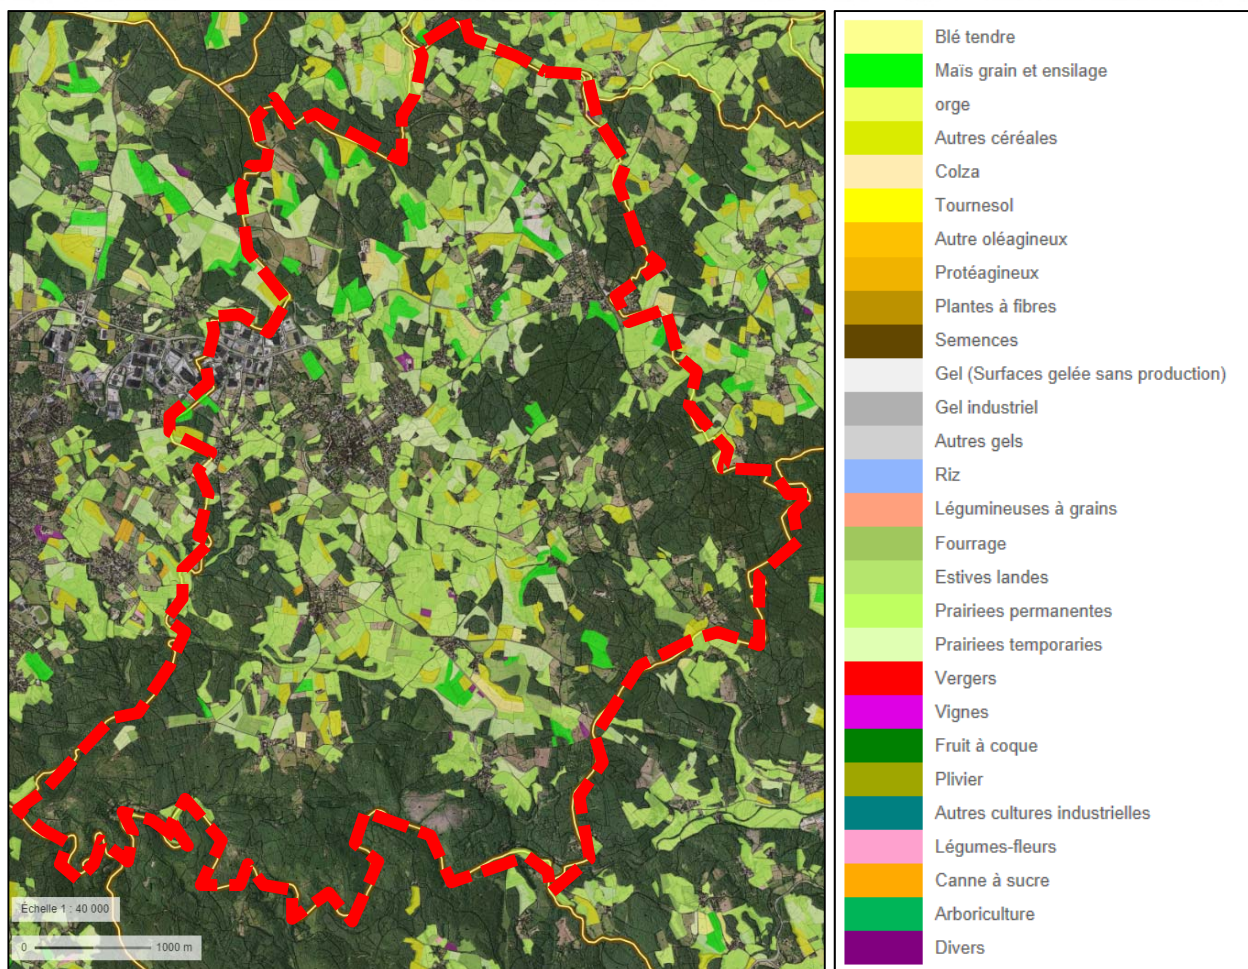 Blé tendre
Maïs grain et ensilage
orge
Autres céréales
Colza
Tournesol
Autre oléagineux
Protéagineux
Plantes à fibres
Semences
Gel (Surfaces gelée sans production)
Gel industriel
Autres gels
Riz
Légumineuses à grains
Fourrage
Estives landes
Prairiees permanentes
Prairiees temporaries
Vergers
Vignes
Fruit à coque
Plivier
Autres cultures industrielles
Légumes-fleurs
Canne à sucre
Arboriculture
Divers
Echelle 1 : 40 000
0 1000 m